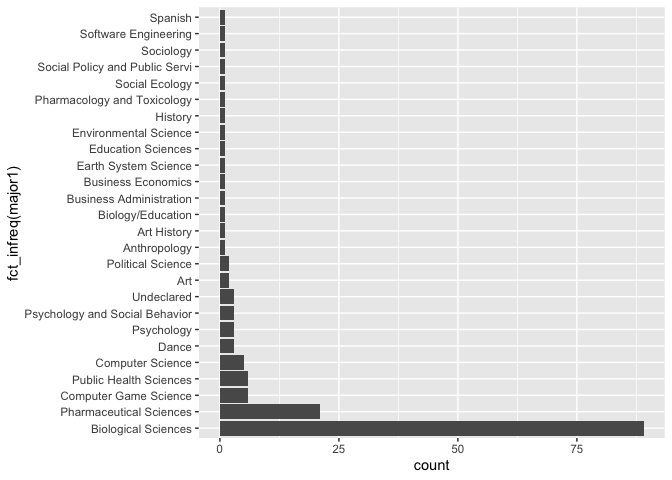 Spanish
Software Engineering
Sociology
Social Policy and Public Servi
Social Ecology
Pharmacology and Toxicology
History
Environmental Science
Education Sciences
Earth System Science
Business Economics
Business Administration
Biology/Education
Art History
Anthropology
Political Science
Art
Undeclared
Psychology and Social Behavior
Psychology
Dance
Computer Science
Public Health Sciences
Computer Game Science
Pharmaceutical Sciences
Biological Sciences
fct_infreq(major1)
0 25 50 75
count